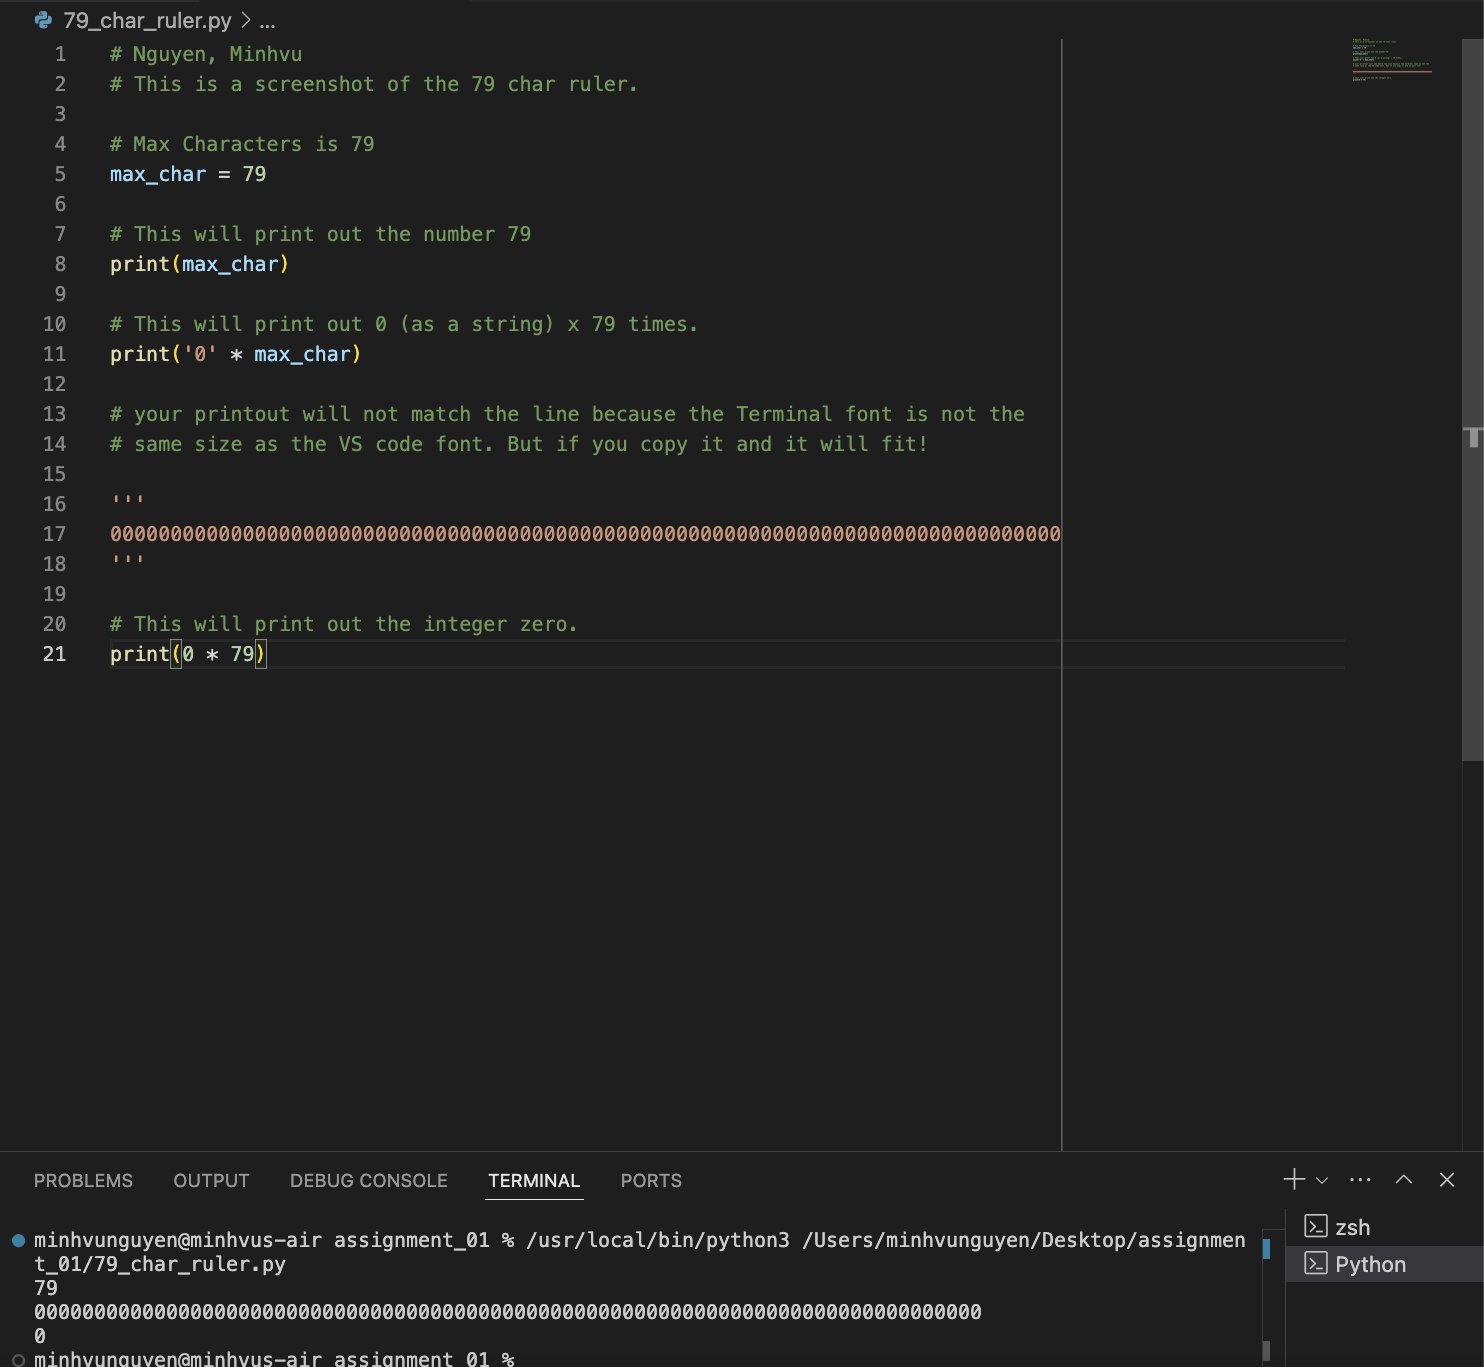 79_char_ruler.py > ...
1 # Nguyen, Minhvu
2 # This is a screenshot of the 79 char ruler.
3
4 # Max Characters is 79
5 max_char = 79
6
7 # This will print out the number 79
8 print(max_char)
9
10 # This will print out 0 (as a string) x 79 times.
11 print('0' * max_char)
12
13 # your printout will not match the line because the Terminal font is not the
14 # same size as the VS code font. But if you copy it and it will fit!
15
16 '''
17 0000000000000000000000000000000000000000000000000000000000000000000000000000000
18 '''
19
20 # This will print out the integer zero.
21 print(0 * 79)
PROBLEMS OUTPUT DEBUG CONSOLE TERMINAL PORTS
minhvunguyen@minhvus-air assignment_01 % /usr/local/bin/python3 /Users/minhvunguyen/Desktop/assignmen
t_01/79_char_ruler.py
79
0000000000000000000000000000000000000000000000000000000000000000000000000000000
0
minhvunguyen@minhvus-air assignment_01 %
zsh
Python